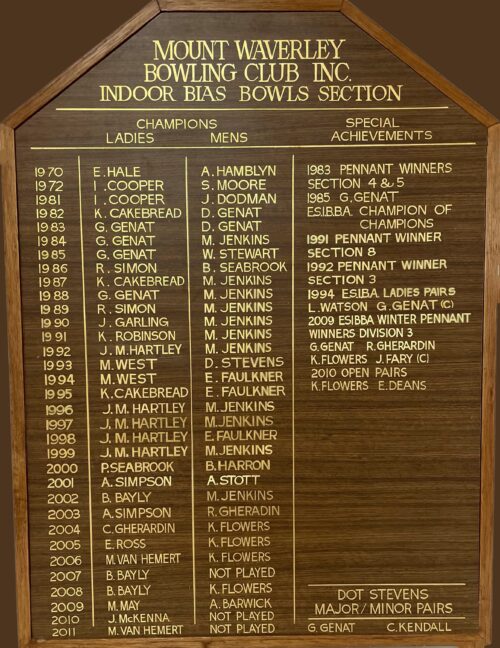 MOUNT WAVERLEY
BOWLING CLUB INC.
INDOOR BIAS BOWLS SECTION
CHAMPIONS
LADIES MENS
SPECIAL
ACHIEVEMENTS
1970 E. HALE A. HAMBLYN
1972 I. COOPER S. MOORE
1981 I. COOPER J. DODMAN
1982 K. CAKEBREAD D. GENAT
1983 G. GENAT D. GENAT
1984 G. GENAT M. JENKINS
1985 G. GENAT W. STEWART
1986 R. SIMON B. SEABROOK
1987 K. CAKEBREAD M. JENKINS
1988 G. GENAT M. JENKINS
1989 R. SIMON M. JENKINS
1990 J. GARLING M. JENKINS
1991 K. ROBINSON M. JENKINS
1992 J. M. HARTLEY M. JENKINS
1993 M. WEST D. STEVENS
1994 M. WEST E. FAULKNER
1995 K. CAKEBREAD E. FAULKNER
1996 J. M. HARTLEY M. JENKINS
1997 J. M. HARTLEY M. JENKINS
1998 J. M. HARTLEY E. FAULKNER
1999 J. M. HARTLEY M. JENKINS
2000 P. SEABROOK B. HARRON
2001 A. SIMPSON A. STOTT
2002 B. BAYLY M. JENKINS
2003 A. SIMPSON R. GHERADIN
2004 C. GHERARDIN K. FLOWERS
2005 E. ROSS K. FLOWERS
2006 M. VAN HEMERT K. FLOWERS
2007 B. BAYLY NOT PLAYED
2008 B. BAYLY K. FLOWERS
2009 M. MAY A. BARWICK
2010 J. McKENNA NOT PLAYED
2011 M. VAN HEMERT NOT PLAYED
1983 PENNANT WINNERS
SECTION 4 & 5
1985 G. GENAT
E.S.I.B.B.A. CHAMPION OF
CHAMPIONS
1991 PENNANT WINNER
SECTION 8
1992 PENNANT WINNER
SECTION 3
1994 E.S.I.B.A. LADIES PAIRS
L. WATSON G. GENAT (C)
2009 ESIBBA WINTER PENNANT
WINNERS DIVISION 3
G. GENAT R. GHERARDIN
K. FLOWERS J. FARY (C)
2010 OPEN PAIRS
K. FLOWERS E. DEANS
DOT STEVENS
MAJOR / MINOR PAIRS
G. GENAT C. KENDALL